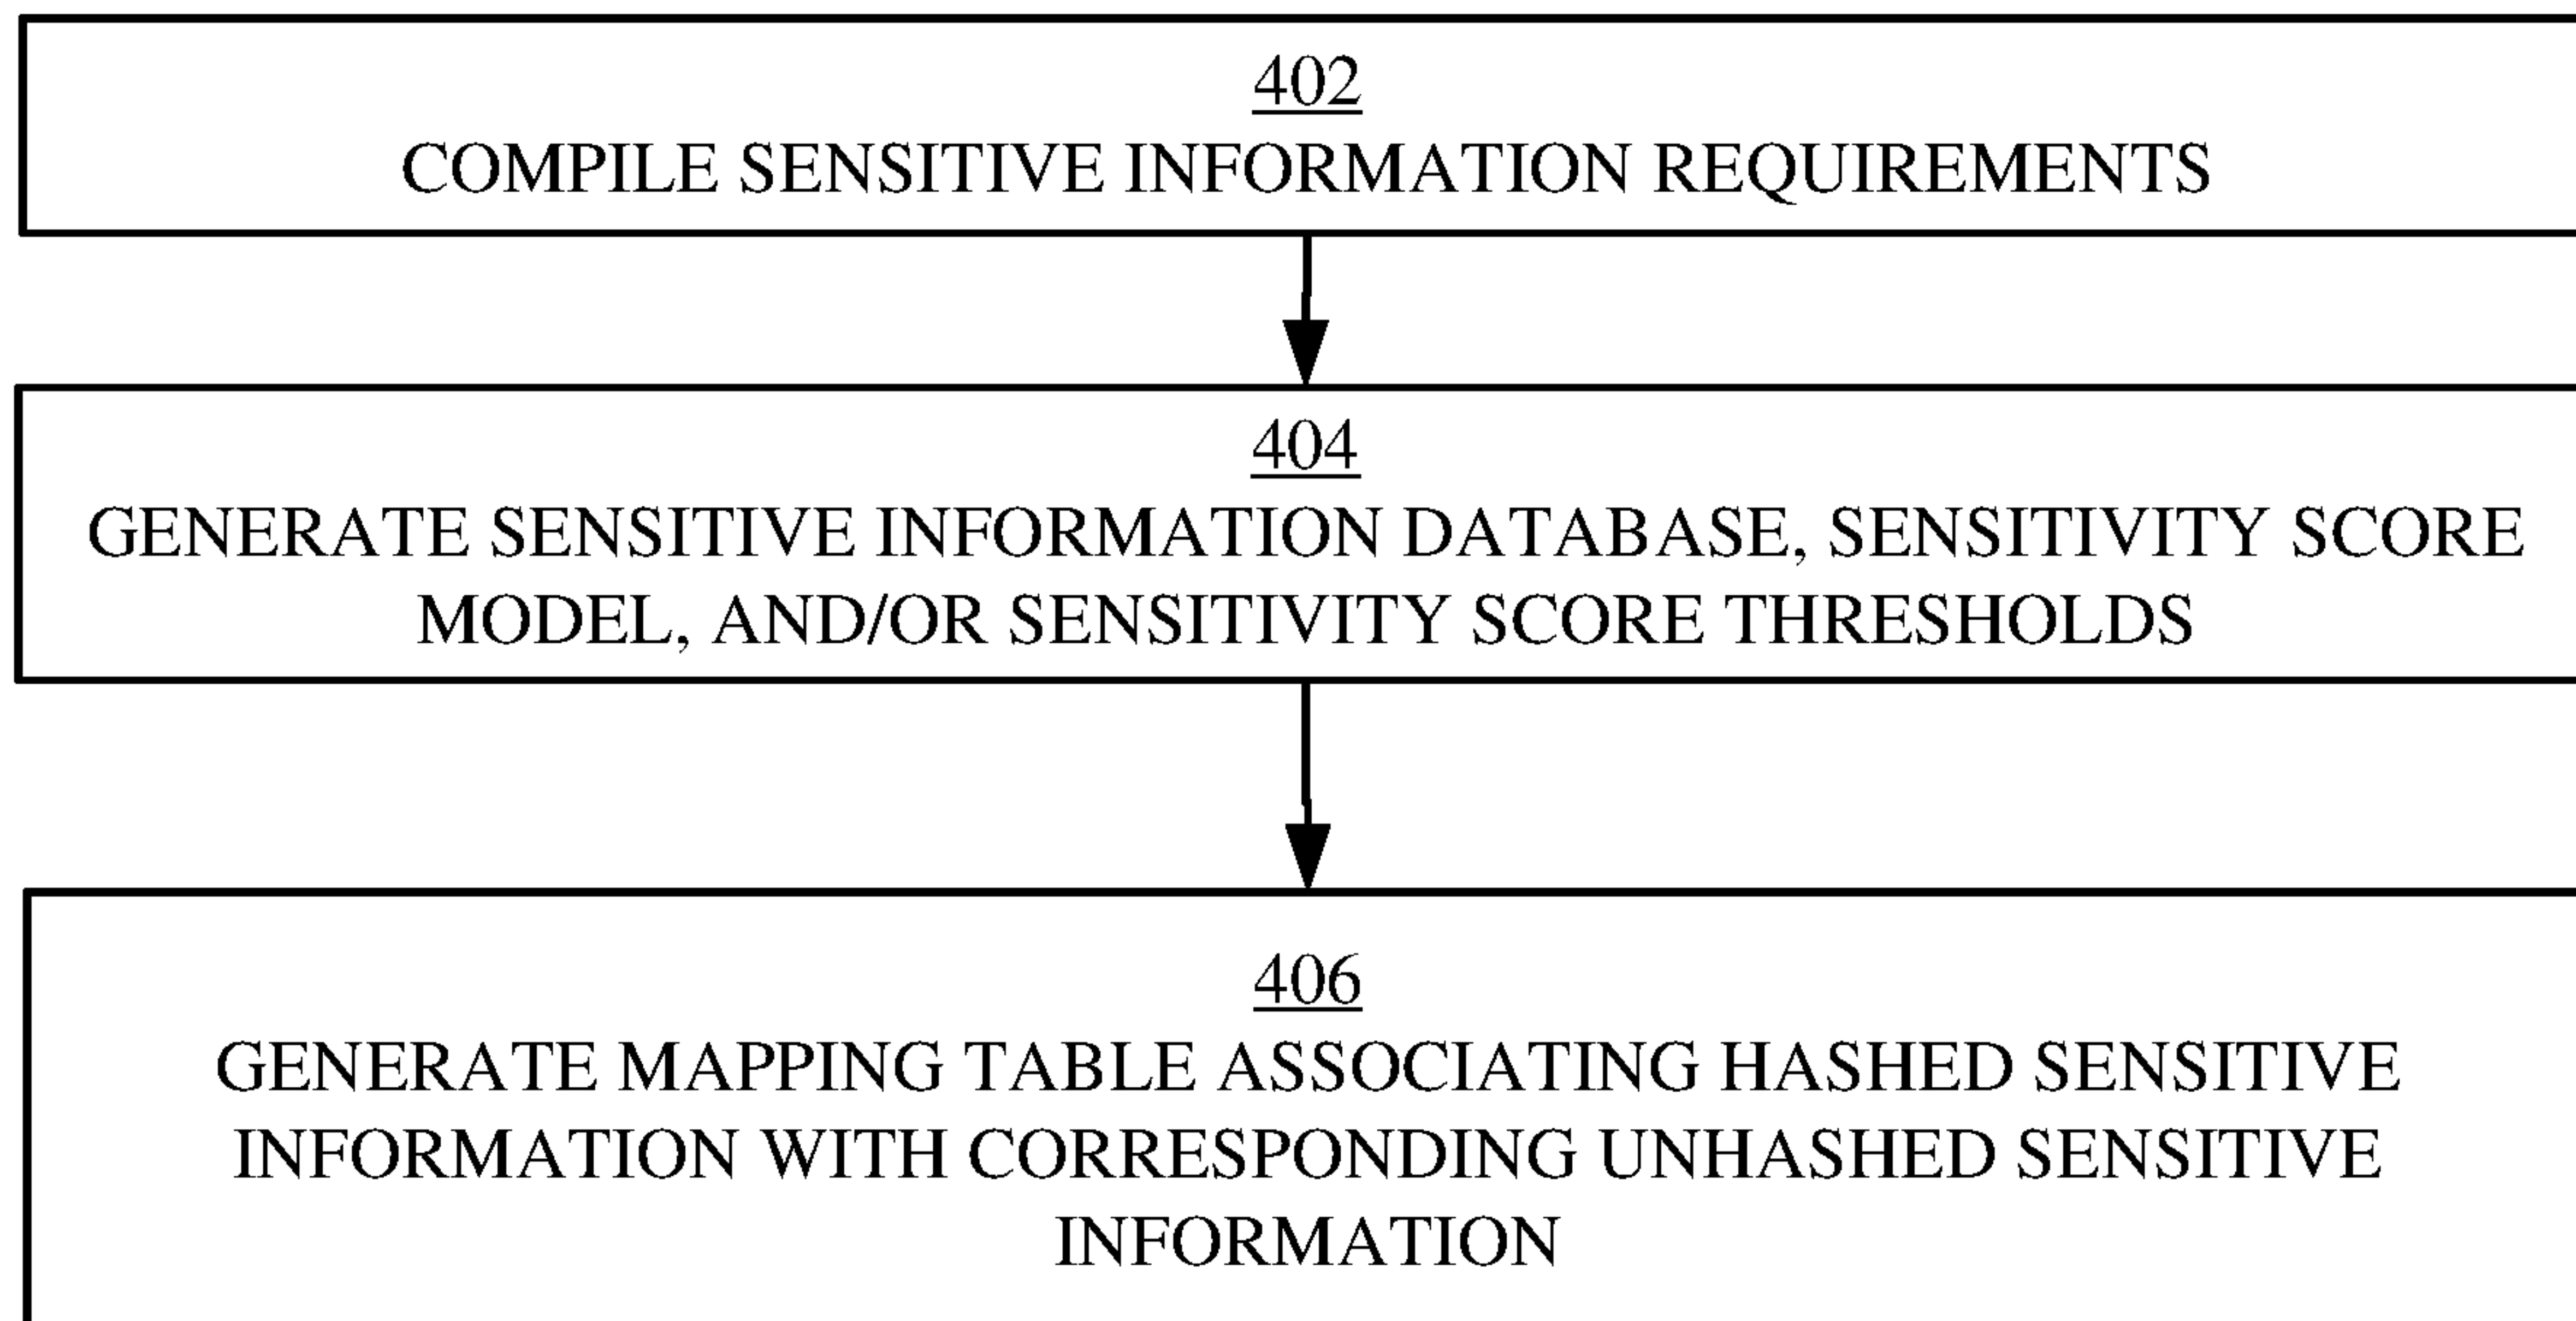 402
COMPILE SENSITIVE INFORMATION REQUIREMENTS
404
GENERATE SENSITIVE INFORMATION DATABASE, SENSITIVITY SCORE
MODEL, AND/OR SENSITIVITY SCORE THRESHOLDS
406
GENERATE MAPPING TABLE ASSOCIATING HASHED SENSITIVE
INFORMATION WITH CORRESPONDING UNHASHED SENSITIVE
INFORMATION